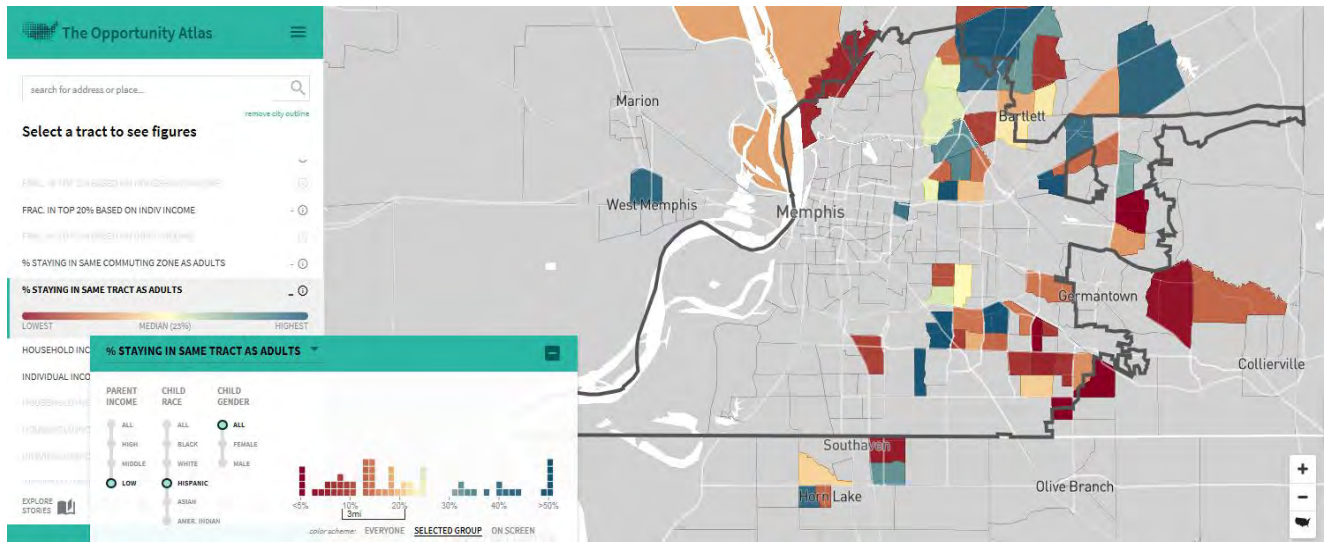 The Opportunity Atlas
search for address or place...
remove city outline
Select a tract to see figures
FRAC. IN TOP 20% BASED ON INDIV INCOME -
% STAYING IN SAME COMMUTING ZONE AS ADULTS -
% STAYING IN SAME TRACT AS ADULTS -
LOWEST MEDIAN (23%) HIGHEST
HOUSEHOLD INC
INDIVIDUAL INCO
EXPLORE
STORIES
% STAYING IN SAME TRACT AS ADULTS
PARENT INCOME
CHILD RACE
CHILD GENDER
ALL ALL ALL
HIGH BLACK FEMALE
MIDDLE WHITE MALE
LOW HISPANIC
ASIAN
AMER. INDIAN
<5% 10% 20% 30% 40% >50%
3mi
color scheme: EVERYONE SELECTED GROUP ON SCREEN
Marion
Bartlett
West Memphis
Memphis
Germantown
Collierville
Southaven
Horn Lake
Olive Branch
+
−